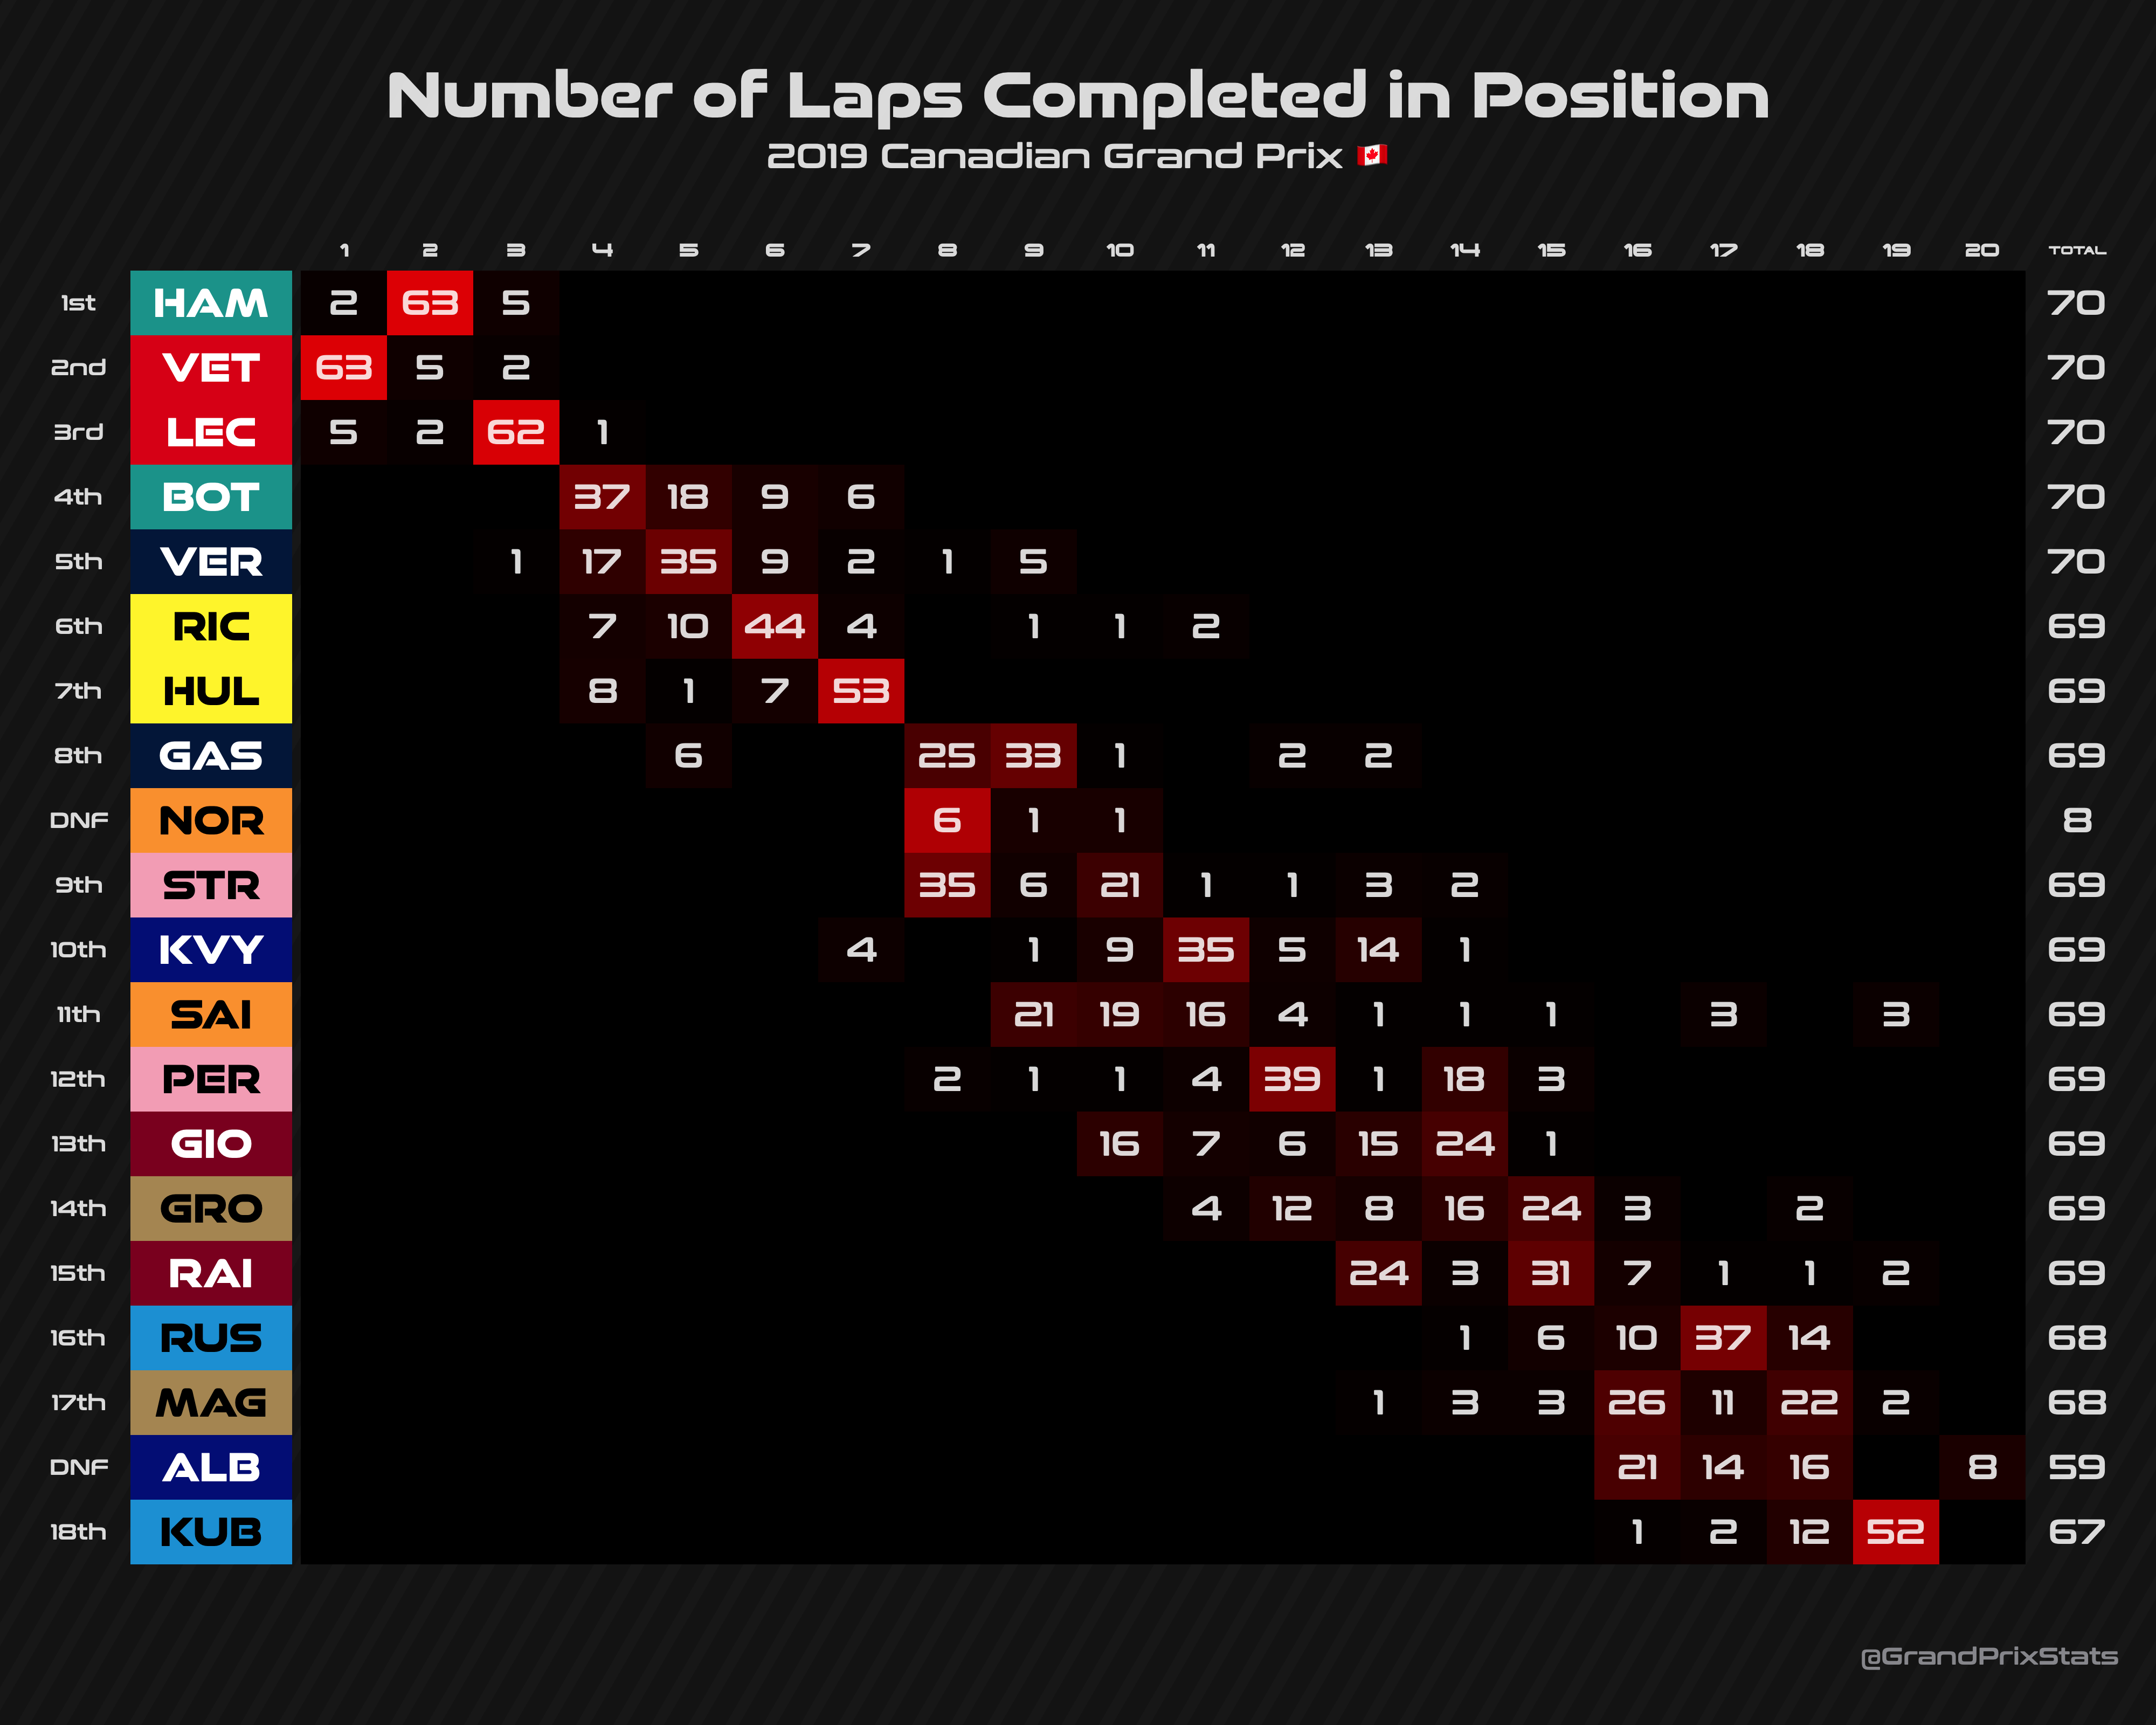 Number of Laps Completed in Position
2019 Canadian Grand Prix 🇨🇦
1 2 3 4 5 6 7 8 9 10 11 12 13 14 15 16 17 18 19 20 TOTAL
1st HAM 2 63 5 70
2nd VET 63 5 2 70
3rd LEC 5 2 62 1 70
4th BOT 37 18 9 6 70
5th VER 1 17 35 9 2 1 5 70
6th RIC 7 10 44 4 1 1 2 69
7th HUL 8 1 7 53 69
8th GAS 6 25 33 1 2 2 69
DNF NOR 6 1 1 8
9th STR 35 6 21 1 1 3 2 69
10th KVY 4 1 9 35 5 14 1 69
11th SAI 21 19 16 4 1 1 1 3 3 69
12th PER 2 1 1 4 39 1 18 3 69
13th GIO 16 7 6 15 24 1 69
14th GRO 4 12 8 16 24 3 2 69
15th RAI 24 3 31 7 1 1 2 69
16th RUS 1 6 10 37 14 68
17th MAG 1 3 3 26 11 22 2 68
DNF ALB 21 14 16 8 59
18th KUB 1 2 12 52 67
@GrandPrixStats